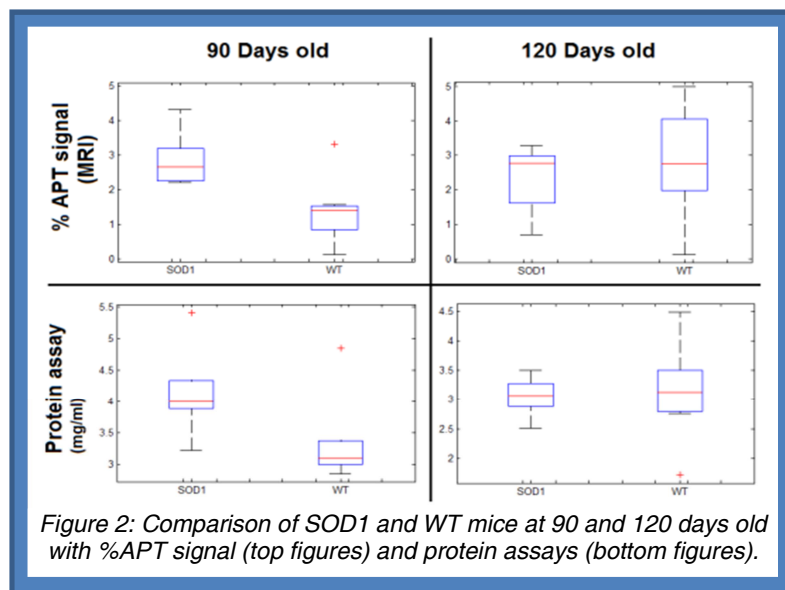 90 Days old
120 Days old
% APT signal
(MRI)
5
4
3
2
1
0
SOD1
WT
5
4
3
2
1
0
SOD1
WT
Protein assay
(mg/ml)
5.5
5
4.5
4
3.5
3
SOD1
WT
4.5
4
3.5
3
2.5
2
SOD1
WT
Figure 2: Comparison of SOD1 and WT mice at 90 and 120 days old
with %APT signal (top figures) and protein assays (bottom figures).